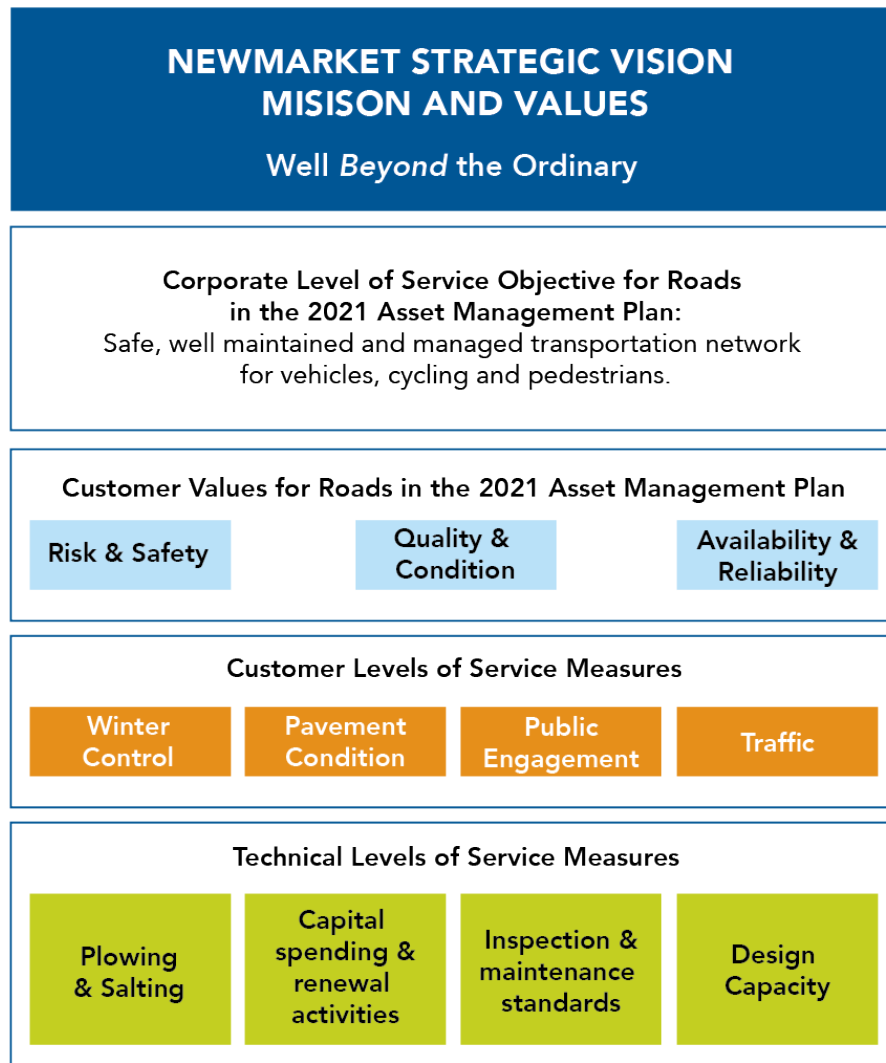 NEWMARKET STRATEGIC VISION
MISISON AND VALUES
Well Beyond the Ordinary
Corporate Level of Service Objective for Roads
in the 2021 Asset Management Plan:
Safe, well maintained and managed transportation network
for vehicles, cycling and pedestrians.
Customer Values for Roads in the 2021 Asset Management Plan
Risk & Safety
Quality &
Condition
Availability &
Reliability
Customer Levels of Service Measures
Winter
Control
Pavement
Condition
Public
Engagement
Traffic
Technical Levels of Service Measures
Plowing
& Salting
Capital
spending &
renewal
activities
Inspection &
maintenance
standards
Design
Capacity